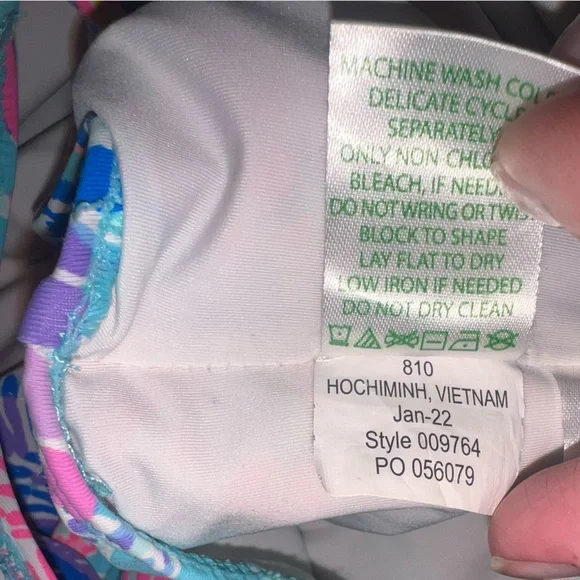 MACHINE WASH
DELICATE CYCLE
SEPARATELY
ONLY NON
BLEACH, IF
DO NOT WRING OR
BLOCK TO SHAPE
LAY FLAT TO DRY
LOW IRON IF NEEDED
DO NOT DRY CLEAN
810
HOCHIMINH, VIETNAM
Jan-22
Style 009764
PO 056079